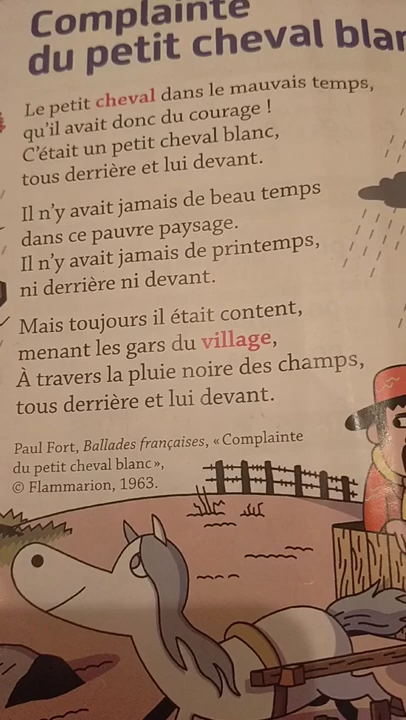 Complainte
du petit cheval blan
Le petit cheval dans le mauvais temps,
qu'il avait donc du courage !
C'était un petit cheval blanc,
tous derrière et lui devant.
Il n'y avait jamais de beau temps
dans ce pauvre paysage.
Il n'y avait jamais de printemps,
ni derrière ni devant.
Mais toujours il était content,
menant les gars du village,
À travers la pluie noire des champs,
tous derrière et lui devant.
Paul Fort, Ballades françaises, « Complainte
du petit cheval blanc »,
© Flammarion, 1963.